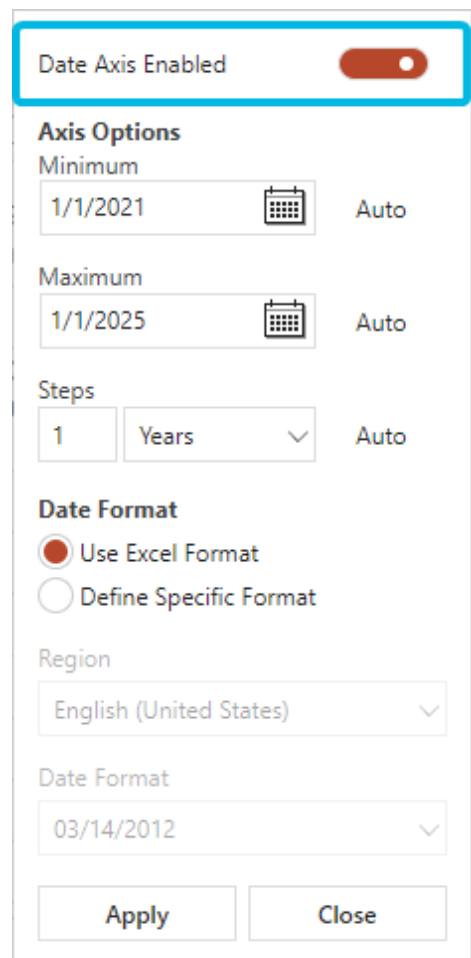 Date Axis Enabled
Axis Options
Minimum
1/1/2021 Auto
Maximum
1/1/2025 Auto
Steps
1 Years Auto
Date Format
Use Excel Format
Define Specific Format
Region
English (United States)
Date Format
03/14/2012
Apply Close